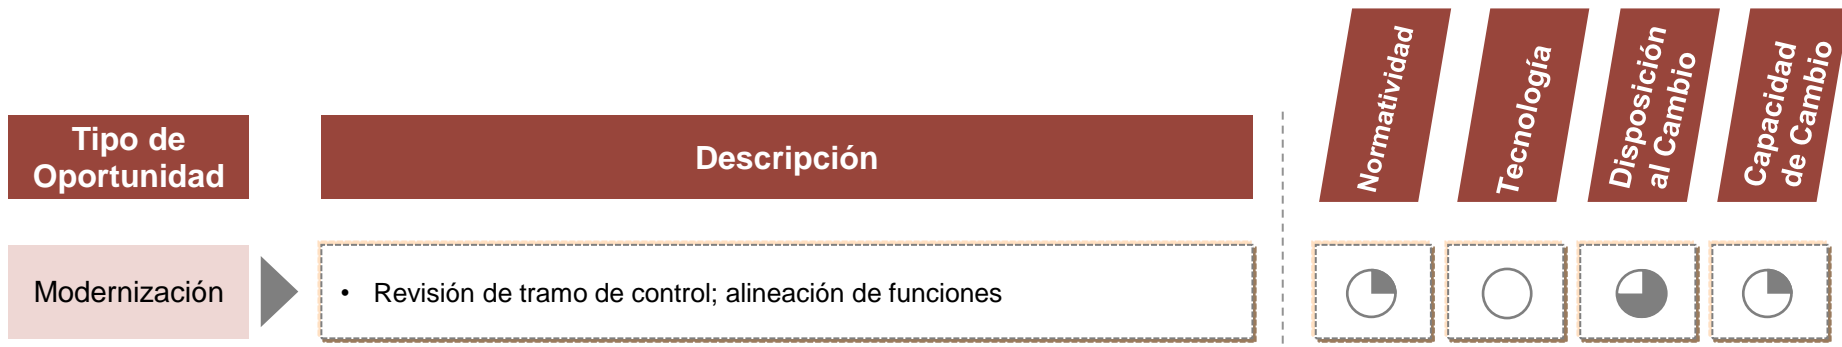 Normatividad
Tecnología
Disposición
al Cambio
Capacidad
de Cambio
Tipo de
Oportunidad
Descripción
Modernización
• Revisión de tramo de control; alineación de funciones